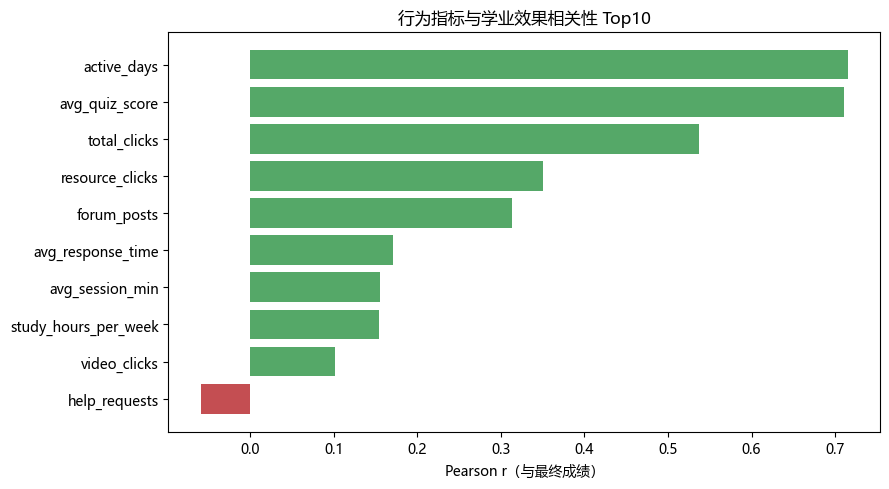 行为指标与学业效果相关性 Top10
active_days
avg_quiz_score
total_clicks
resource_clicks
forum_posts
avg_response_time
avg_session_min
study_hours_per_week
video_clicks
help_requests
0.0 0.1 0.2 0.3 0.4 0.5 0.6 0.7
Pearson r（与最终成绩）